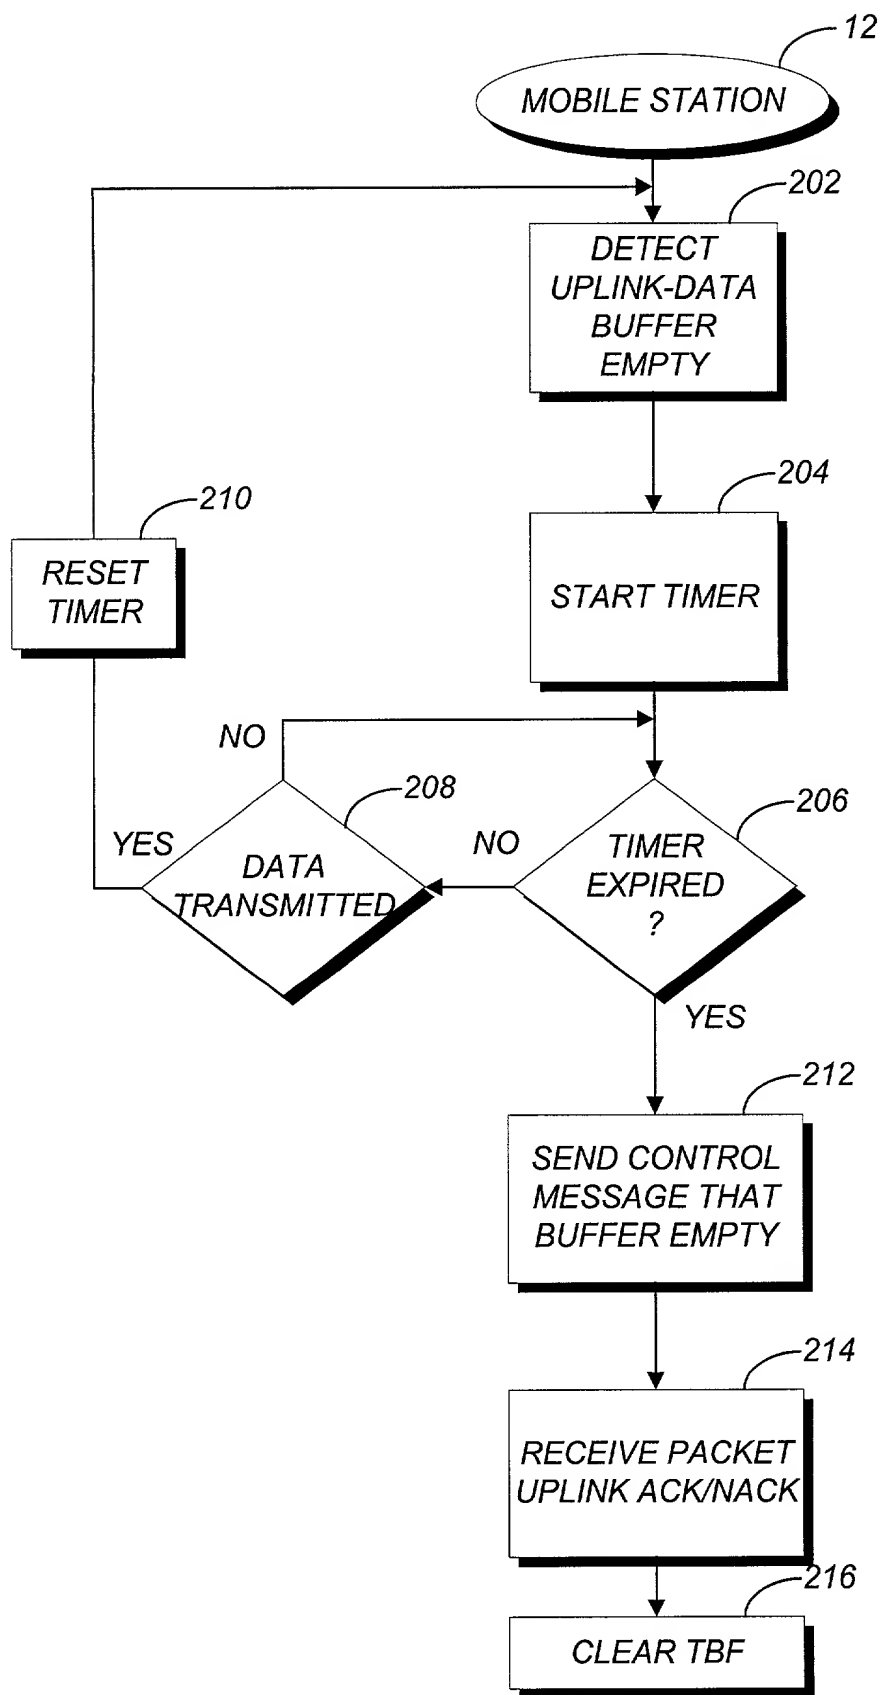 12
MOBILE STATION
202
DETECT
UPLINK-DATA
BUFFER
EMPTY
204
START TIMER
210
RESET
TIMER
NO
208
DATA
TRANSMITTED
YES
NO
206
TIMER
EXPIRED
?
YES
212
SEND CONTROL
MESSAGE THAT
BUFFER EMPTY
214
RECEIVE PACKET
UPLINK ACK/NACK
216
CLEAR TBF